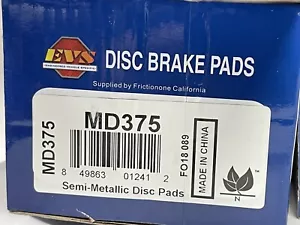 EVS
DISC BRAKE PADS
Supplied by Frictionone California
MD375
MD375
8 49863 01241 2
Semi-Metallic Disc Pads
FO18 089
MADE IN CHINA
N